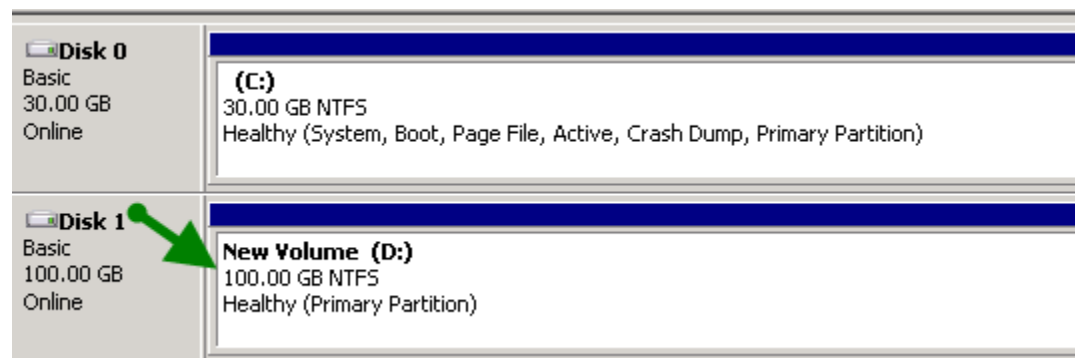 Disk 0
Basic
30.00 GB
Online
(C:)
30.00 GB NTFS
Healthy (System, Boot, Page File, Active, Crash Dump, Primary Partition)
Disk 1
Basic
100.00 GB
Online
New Volume (D:)
100.00 GB NTFS
Healthy (Primary Partition)